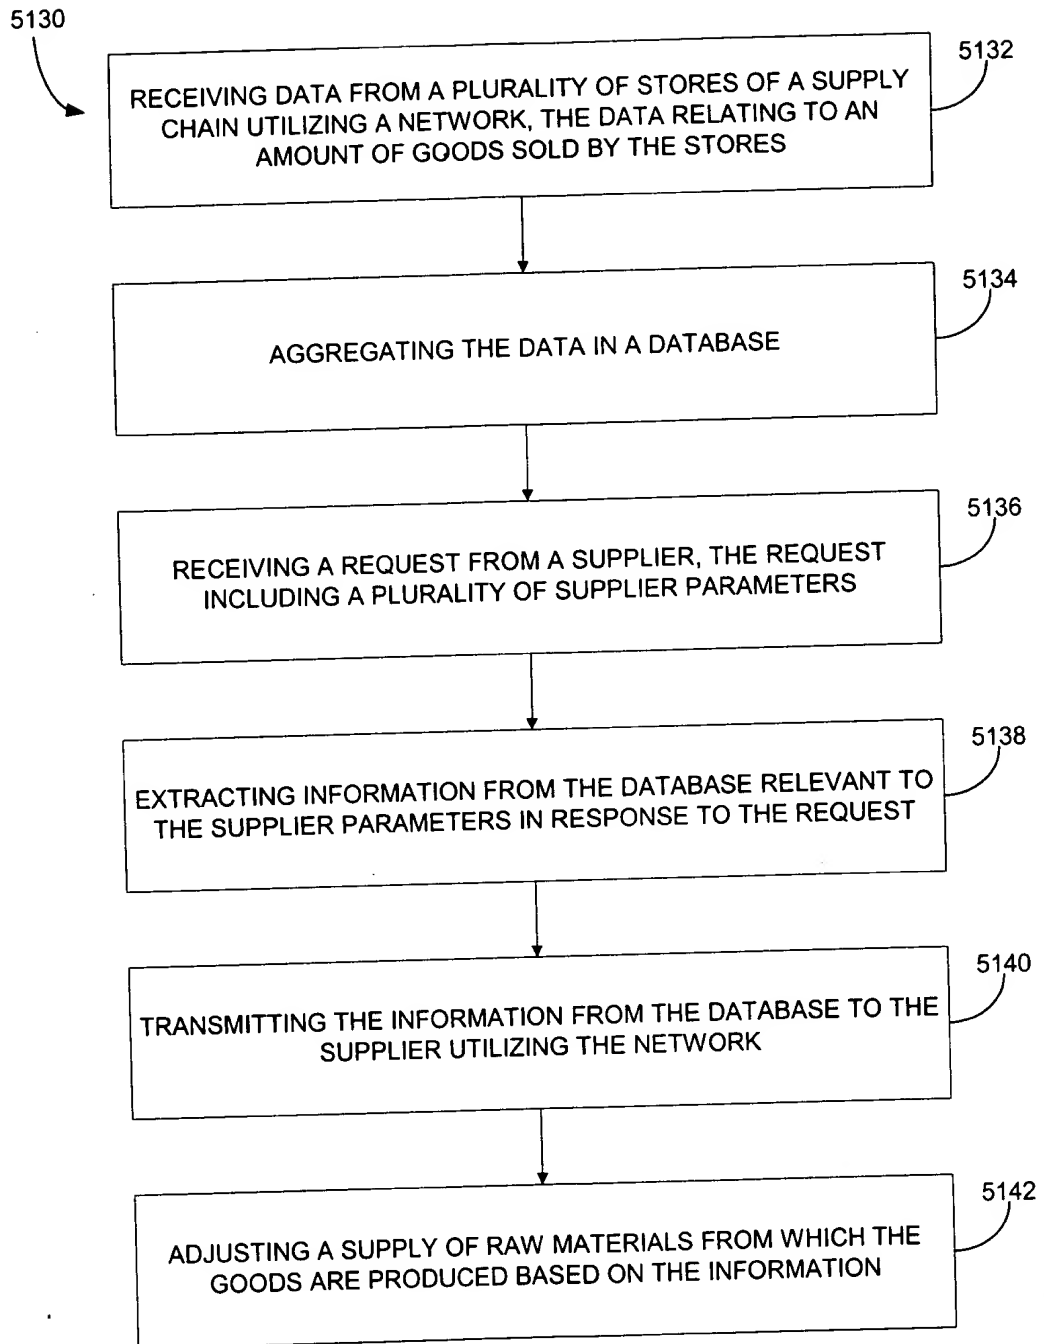 5130
5132
RECEIVING DATA FROM A PLURALITY OF STORES OF A SUPPLY
CHAIN UTILIZING A NETWORK, THE DATA RELATING TO AN
AMOUNT OF GOODS SOLD BY THE STORES
5134
AGGREGATING THE DATA IN A DATABASE
5136
RECEIVING A REQUEST FROM A SUPPLIER, THE REQUEST
INCLUDING A PLURALITY OF SUPPLIER PARAMETERS
5138
EXTRACTING INFORMATION FROM THE DATABASE RELEVANT TO
THE SUPPLIER PARAMETERS IN RESPONSE TO THE REQUEST
5140
TRANSMITTING THE INFORMATION FROM THE DATABASE TO THE
SUPPLIER UTILIZING THE NETWORK
5142
ADJUSTING A SUPPLY OF RAW MATERIALS FROM WHICH THE
GOODS ARE PRODUCED BASED ON THE INFORMATION